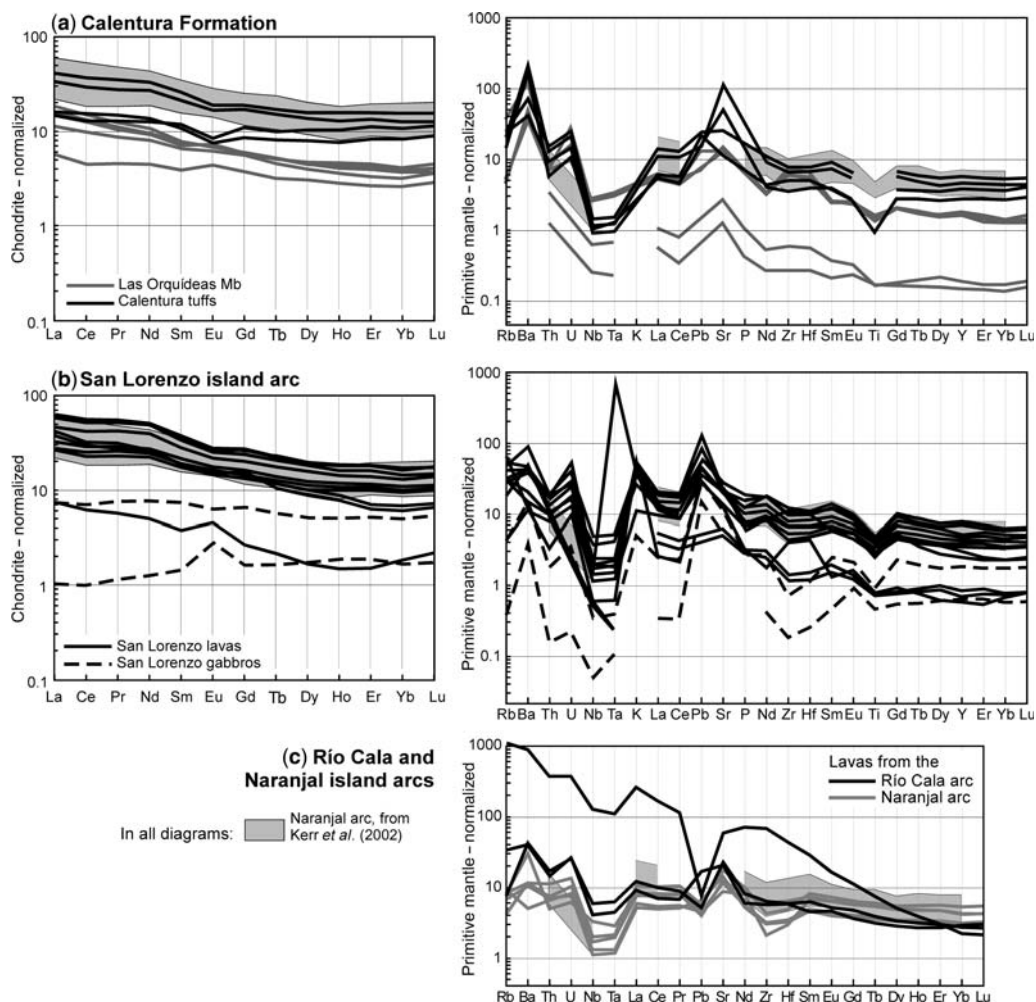 (a) Calentura Formation
Chondrite – normalized
100
10
1
0.1
Las Orquídeas Mb
Calentura tuffs
La Ce Pr Nd Sm Eu Gd Tb Dy Ho Er Yb Lu
Primitive mantle – normalized
1000
100
10
1
0.1
Rb Ba Th U Nb Ta K La Ce Pb Sr P Nd Zr Hf Sm Eu Ti Gd Tb Dy Y Er Yb Lu
(b) San Lorenzo island arc
Chondrite – normalized
100
10
1
0.1
San Lorenzo lavas
San Lorenzo gabbros
La Ce Pr Nd Sm Eu Gd Tb Dy Ho Er Yb Lu
Primitive mantle – normalized
1000
100
10
1
0.1
Rb Ba Th U Nb Ta K La Ce Pb Sr P Nd Zr Hf Sm Eu Ti Gd Tb Dy Y Er Yb Lu
(c) Río Cala and
Naranjal island arcs
In all diagrams:
Naranjal arc, from
Kerr et al. (2002)
Primitive mantle – normalized
1000
100
10
1
Lavas from the
Río Cala arc
Naranjal arc
Rb Ba Th U Nb Ta La Ce Pr Pb Sr Nd Zr Hf Sm Eu Gd Tb Dy Ho Er Yb Lu